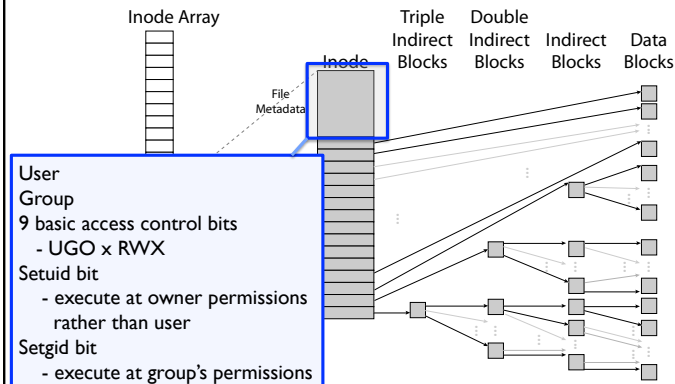 Inode Array
Triple Double
Indirect Indirect Indirect Data
Blocks Blocks Blocks Blocks
Inode
File
Metadata
User
Group
9 basic access control bits
- UGO x RWX
Setuid bit
- execute at owner permissions
rather than user
Setgid bit
- execute at group's permissions